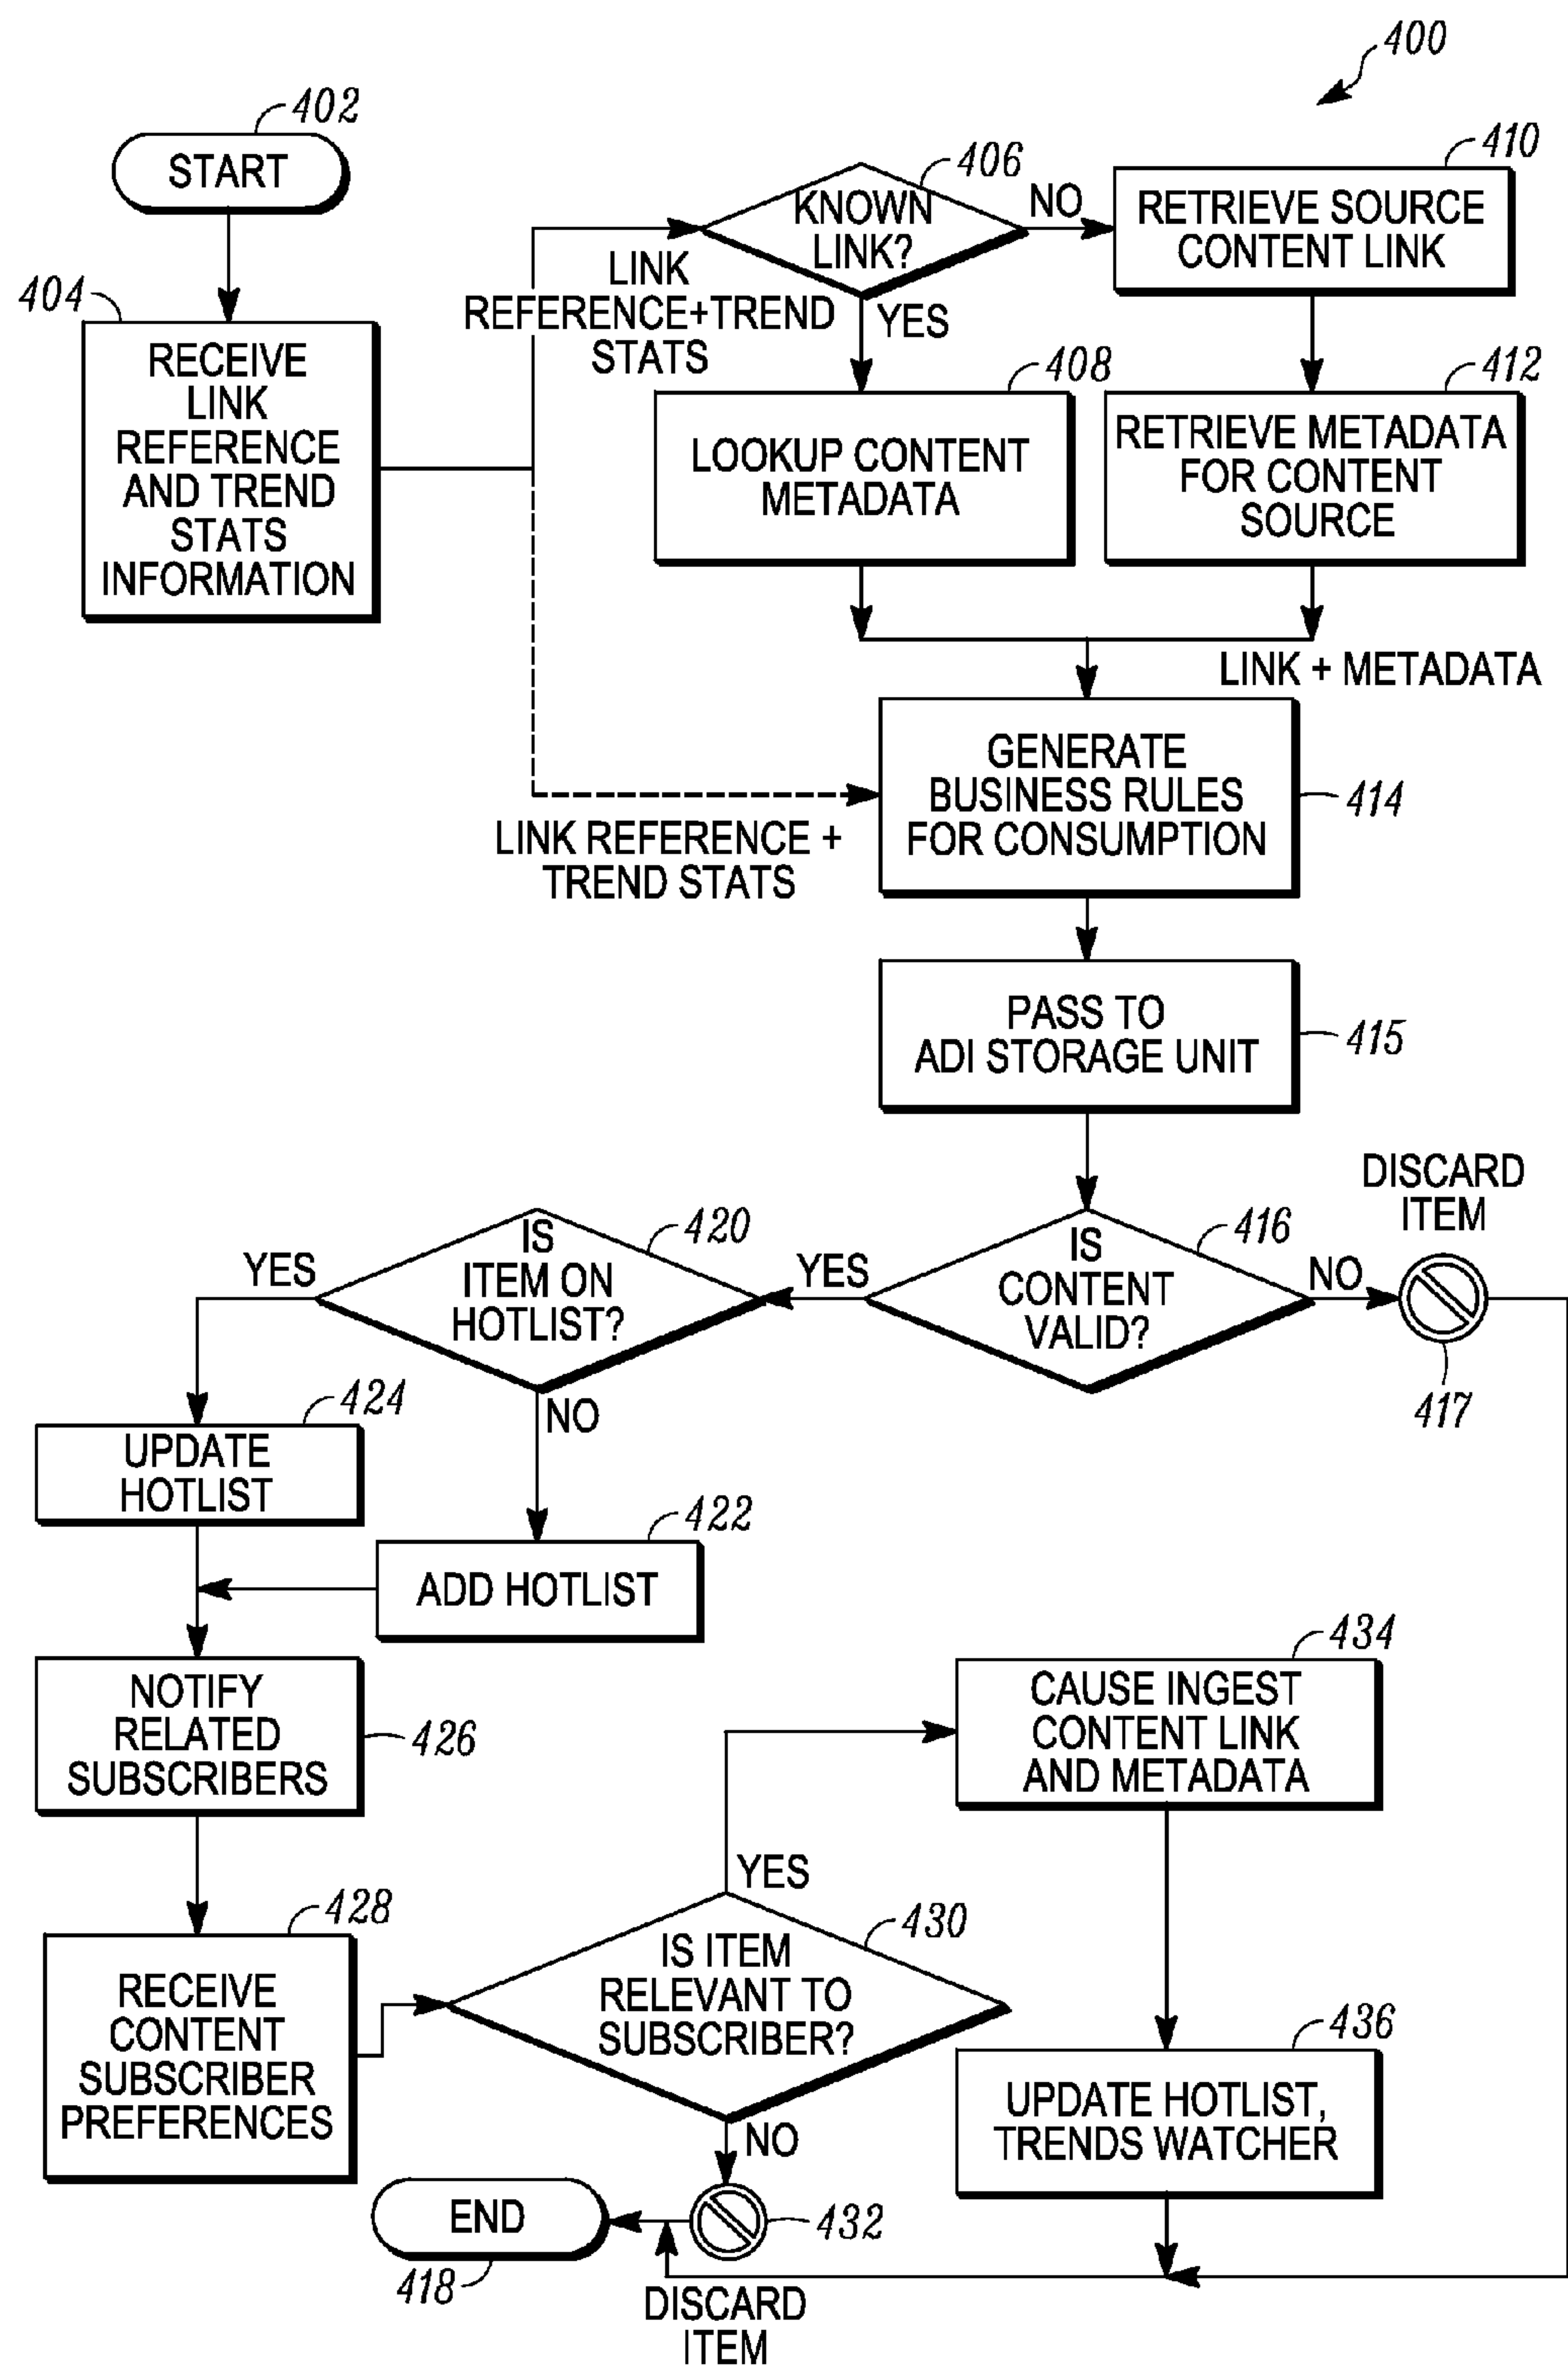 400
402
START
404
RECEIVE
LINK
REFERENCE
AND TREND
STATS
INFORMATION
LINK
REFERENCE+TREND
STATS
406
KNOWN
LINK?
NO
YES
410
RETRIEVE SOURCE
CONTENT LINK
408
LOOKUP CONTENT
METADATA
412
RETRIEVE METADATA
FOR CONTENT
SOURCE
LINK + METADATA
LINK REFERENCE +
TREND STATS
GENERATE
BUSINESS RULES
FOR CONSUMPTION
414
PASS TO
ADI STORAGE UNIT
415
416
IS
CONTENT
VALID?
NO
DISCARD
ITEM
417
YES
420
IS
ITEM ON
HOTLIST?
YES
NO
424
UPDATE
HOTLIST
422
ADD HOTLIST
NOTIFY
RELATED
SUBSCRIBERS
426
428
RECEIVE
CONTENT
SUBSCRIBER
PREFERENCES
430
IS ITEM
RELEVANT TO
SUBSCRIBER?
YES
NO
434
CAUSE INGEST
CONTENT LINK
AND METADATA
436
UPDATE HOTLIST,
TRENDS WATCHER
432
DISCARD
ITEM
END
418